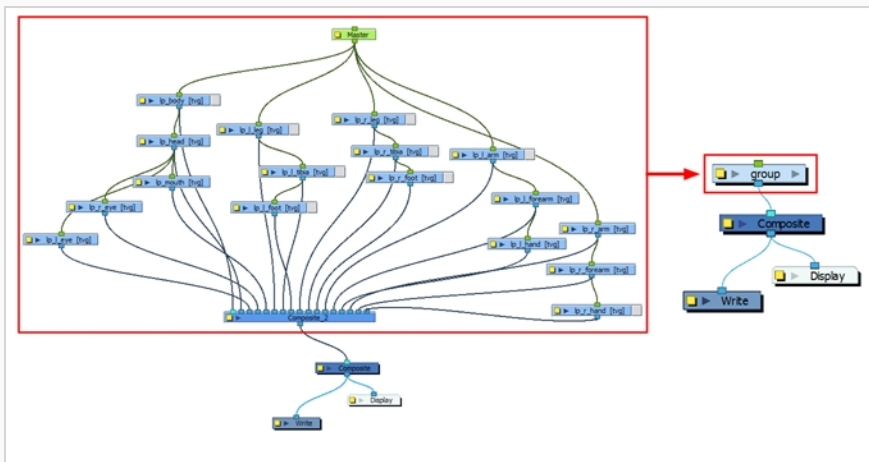 Master
lp_body [tvg]
lp_r_leg [tvg]
lp_l_leg [tvg]
lp_head [tvg]
lp_r_tibia [tvg]
lp_l_arm [tvg]
lp_l_tibia [tvg]
group
lp_r_foot [tvg]
lp_mouth [tvg]
lp_l_forearm [tvg]
lp_r_eye [tvg]
lp_l_foot [tvg]
Composite
lp_r_arm [tvg]
lp_l_eye [tvg]
lp_l_hand [tvg]
lp_r_forearm [tvg]
Display
Write
lp_r_hand [tvg]
Composite_2
Composite
Display
Write